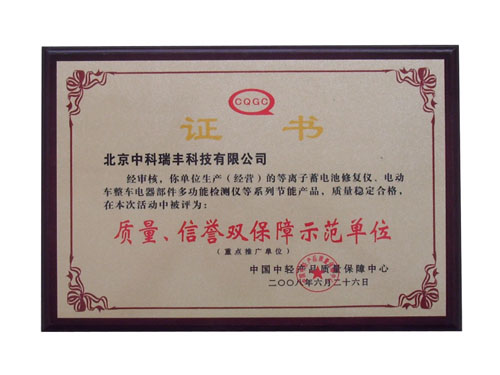 CQGC
证书
北京中科瑞丰科技有限公司
经审核,你单位生产(经营)的等离子蓄电池修复仪、电动
车整车电器部件多功能检测仪等系列节能产品,质量稳定合格,
在本次活动中被评为:
质量、信誉双保障示范单位
(重点推广单位)
中国中轻产品质量保障中心
二〇〇八年六月二十六日